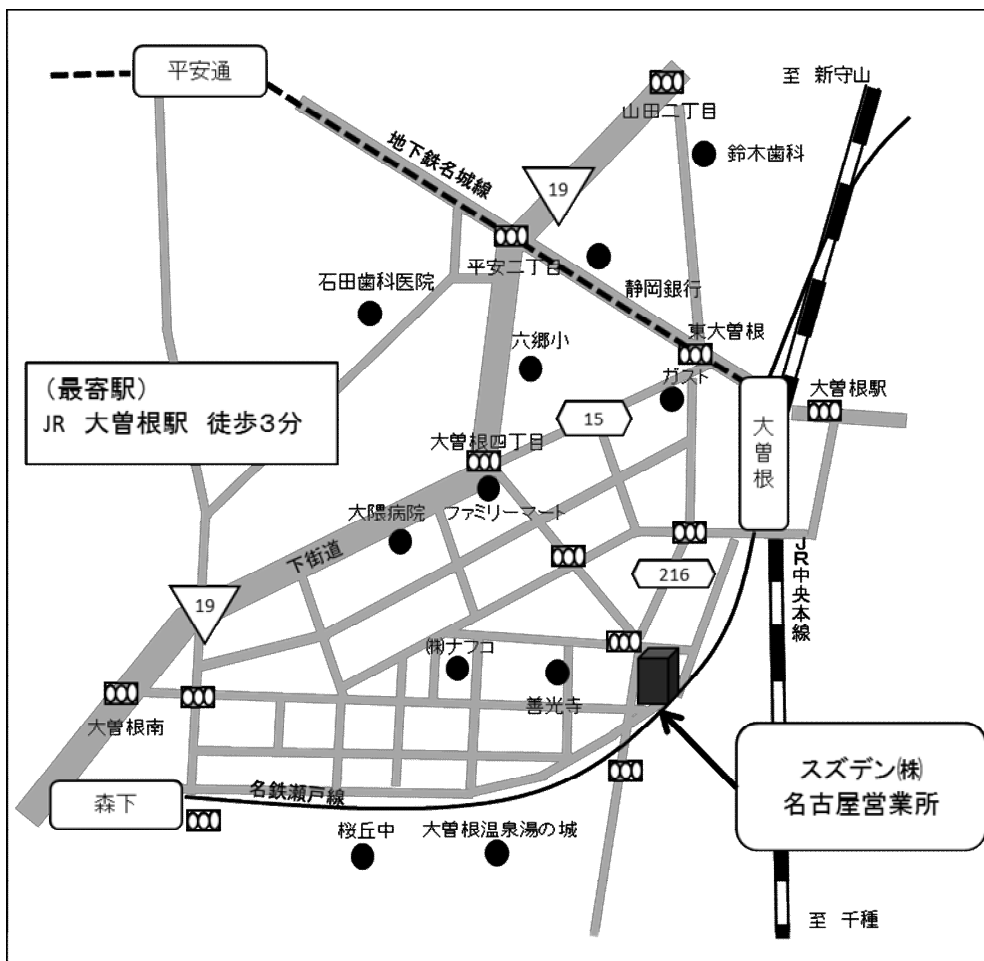 平安通
至 新守山
山田二丁目
鈴木歯科
地下鉄名城線
19
平安二丁目
石田歯科医院
静岡銀行
東大曽根
六郷小
ガスト
(最寄駅)
JR 大曽根駅 徒歩3分
大曽根駅
15
大曽根
大曽根四丁目
大隈病院
ファミリーマート
下街道
JR中央本線
216
19
㈱ナフコ
善光寺
大曽根南
スズデン㈱
名古屋営業所
森下
名鉄瀬戸線
桜丘中
大曽根温泉湯の城
至 千種